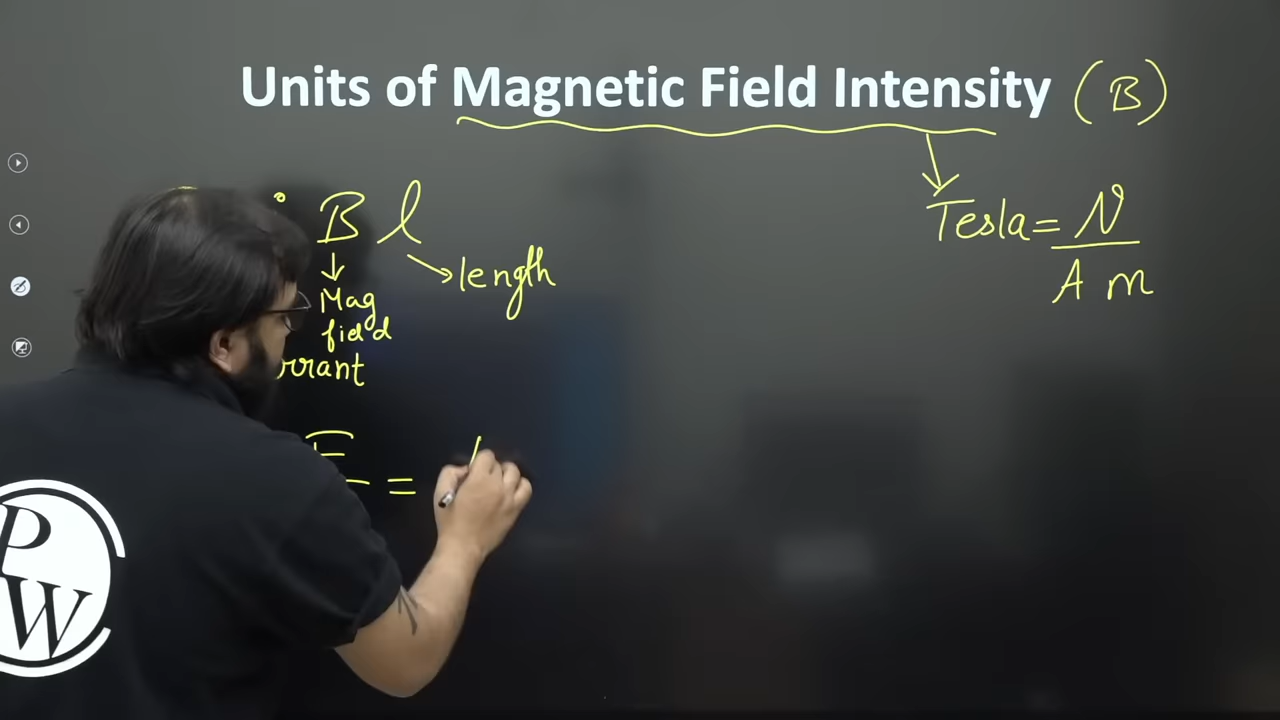 Units of Magnetic Field Intensity (B)
i B l
length
Mag
field
rrant
Tesla = N
A m
F
=
P
W